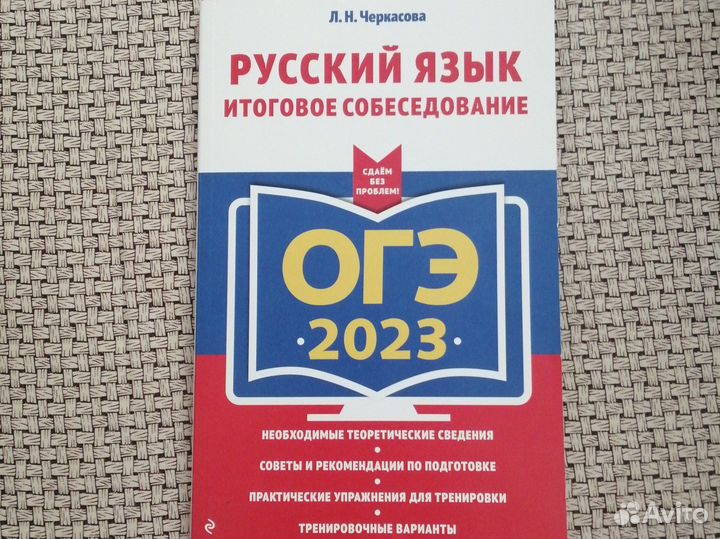 Л. Н. Черкасова
РУССКИЙ ЯЗЫК
ИТОГОВОЕ СОБЕСЕДОВАНИЕ
СДАЁМ
БЕЗ
ПРОБЛЕМ!
ОГЭ
·2023·
НЕОБХОДИМЫЕ ТЕОРЕТИЧЕСКИЕ СВЕДЕНИЯ
•
СОВЕТЫ И РЕКОМЕНДАЦИИ ПО ПОДГОТОВКЕ
•
ПРАКТИЧЕСКИЕ УПРАЖНЕНИЯ ДЛЯ ТРЕНИРОВКИ
•
ТРЕНИРОВОЧНЫЕ ВАРИАНТЫ
Avito